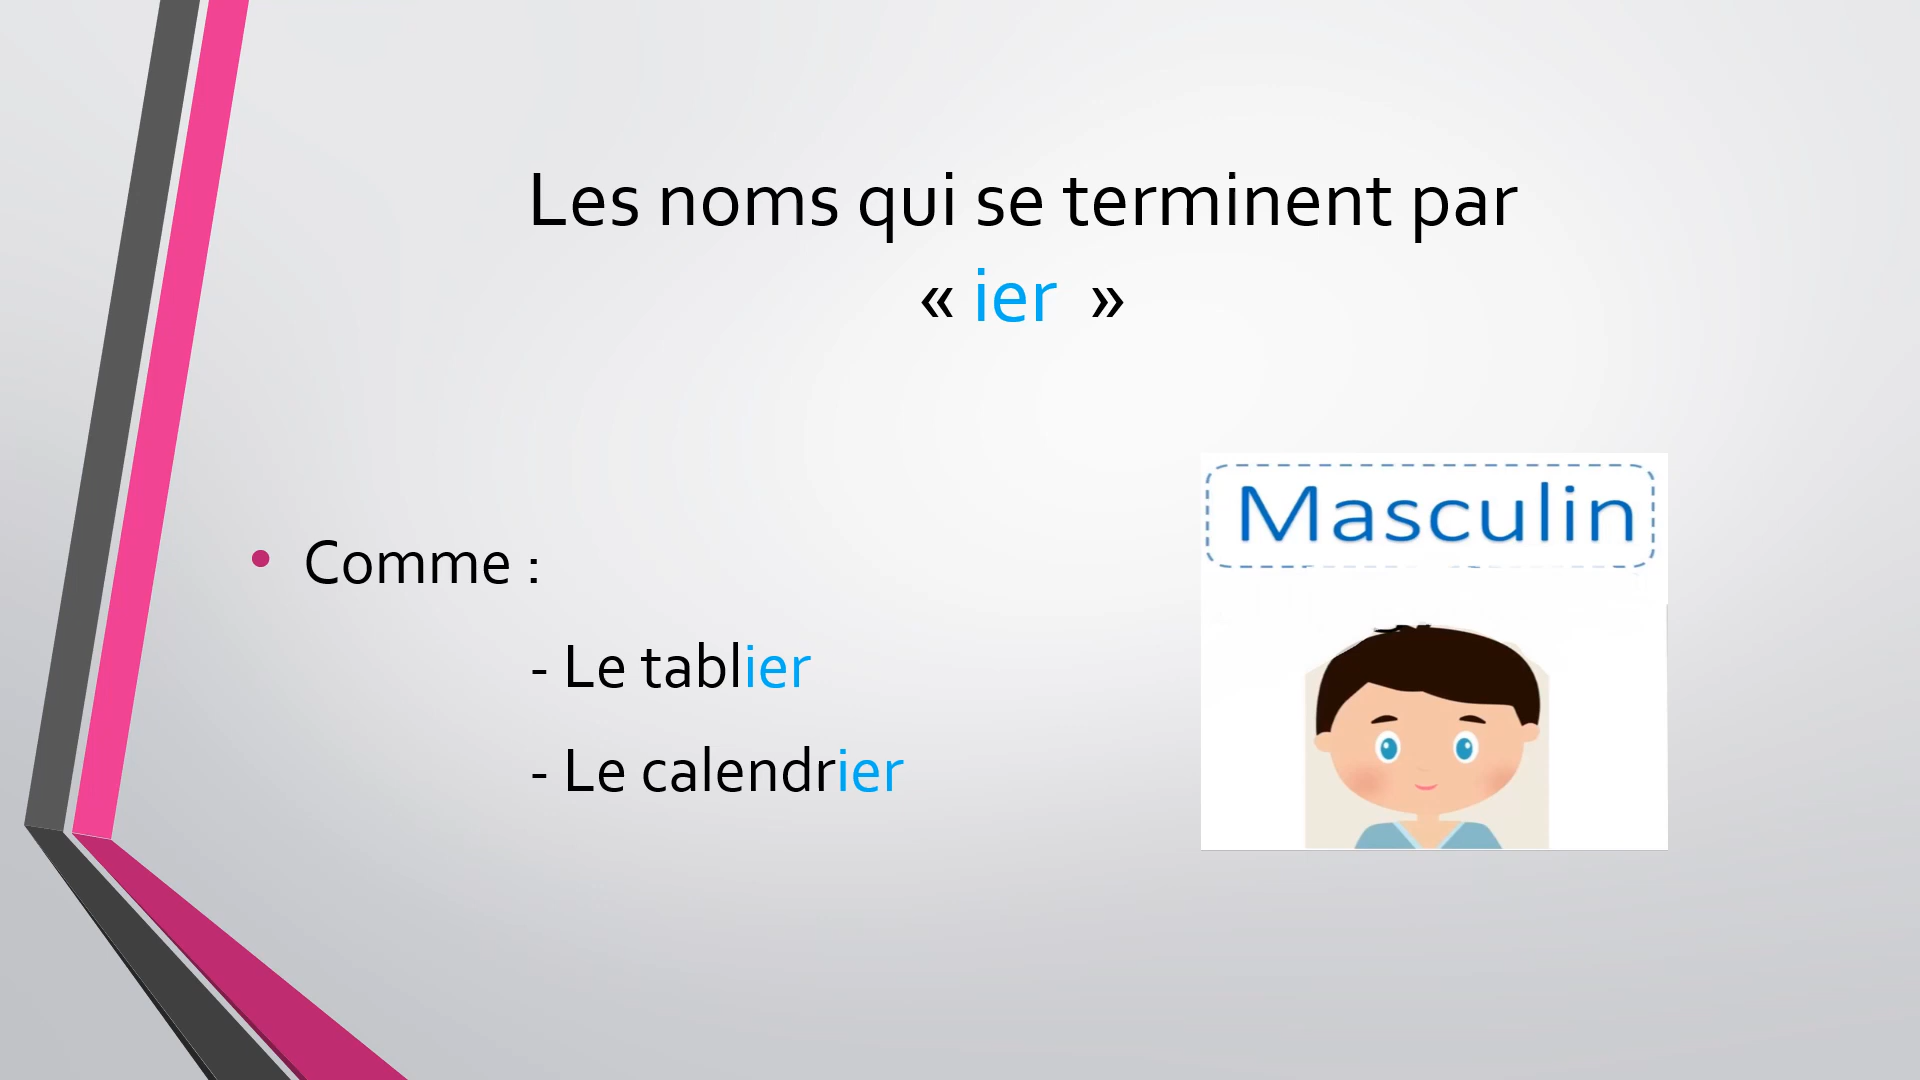 Les noms qui se terminent par
« ier  »
Masculin
• Comme :
- Le tablier
- Le calendrier